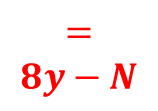 =
8y − N